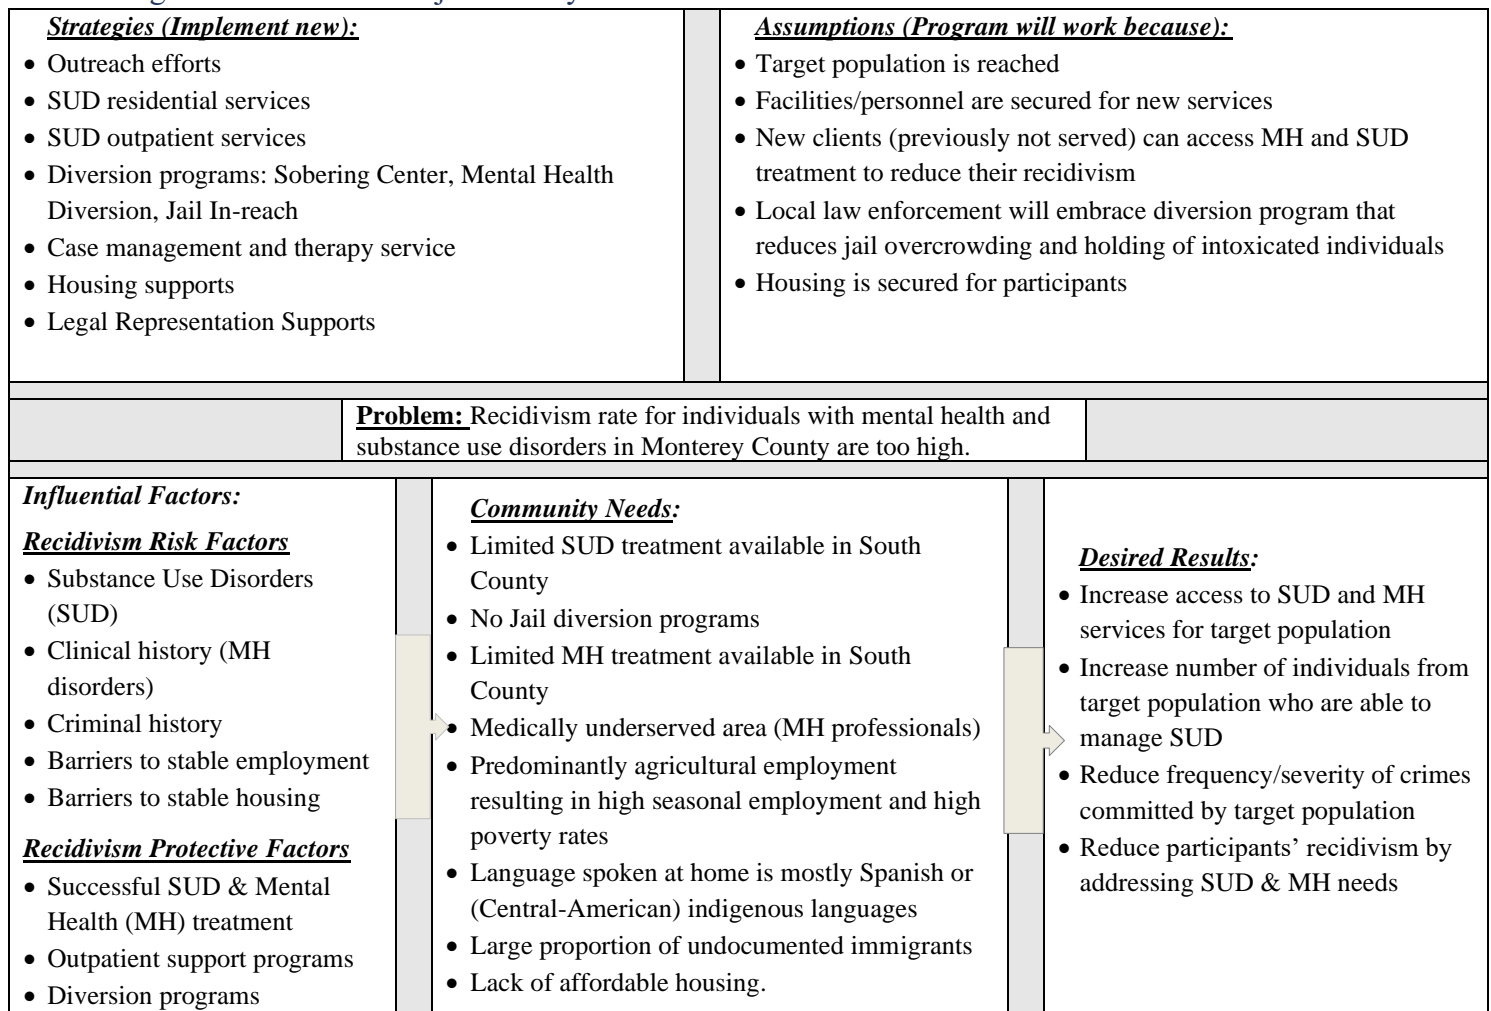 Strategies (Implement new):
• Outreach efforts
• SUD residential services
• SUD outpatient services
• Diversion programs: Sobering Center, Mental Health
Diversion, Jail In-reach
• Case management and therapy service
• Housing supports
• Legal Representation Supports
Assumptions (Program will work because):
• Target population is reached
• Facilities/personnel are secured for new services
• New clients (previously not served) can access MH and SUD
treatment to reduce their recidivism
• Local law enforcement will embrace diversion program that
reduces jail overcrowding and holding of intoxicated individuals
• Housing is secured for participants
Problem: Recidivism rate for individuals with mental health and
substance use disorders in Monterey County are too high.
Influential Factors:
Recidivism Risk Factors
• Substance Use Disorders
(SUD)
• Clinical history (MH
disorders)
• Criminal history
• Barriers to stable employment
• Barriers to stable housing
Recidivism Protective Factors
• Successful SUD & Mental
Health (MH) treatment
• Outpatient support programs
• Diversion programs
Community Needs:
• Limited SUD treatment available in South
County
• No Jail diversion programs
• Limited MH treatment available in South
County
• Medically underserved area (MH professionals)
• Predominantly agricultural employment
resulting in high seasonal employment and high
poverty rates
• Language spoken at home is mostly Spanish or
(Central-American) indigenous languages
• Large proportion of undocumented immigrants
• Lack of affordable housing.
Desired Results:
• Increase access to SUD and MH
services for target population
• Increase number of individuals from
target population who are able to
manage SUD
• Reduce frequency/severity of crimes
committed by target population
• Reduce participants’ recidivism by
addressing SUD & MH needs